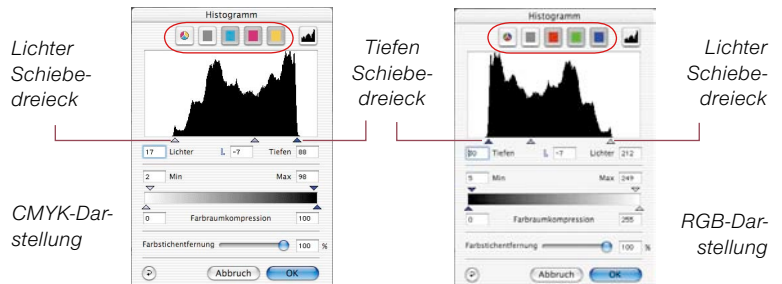 Lichter
Schiebe-
dreieck
Histogramm
17 Lichter L -7 Tiefen 88
2 Min Max 98
0 Farbraumkompression 100
Farbstichentfernung 100 %
Abbruch OK
CMYK-Dar-
stellung
Tiefen
Schiebe-
dreieck
Histogramm
30 Tiefen L -7 Lichter 212
5 Min Max 249
0 Farbraumkompression 255
Farbstichentfernung 100 %
Abbruch OK
Lichter
Schiebe-
dreieck
RGB-Dar-
stellung